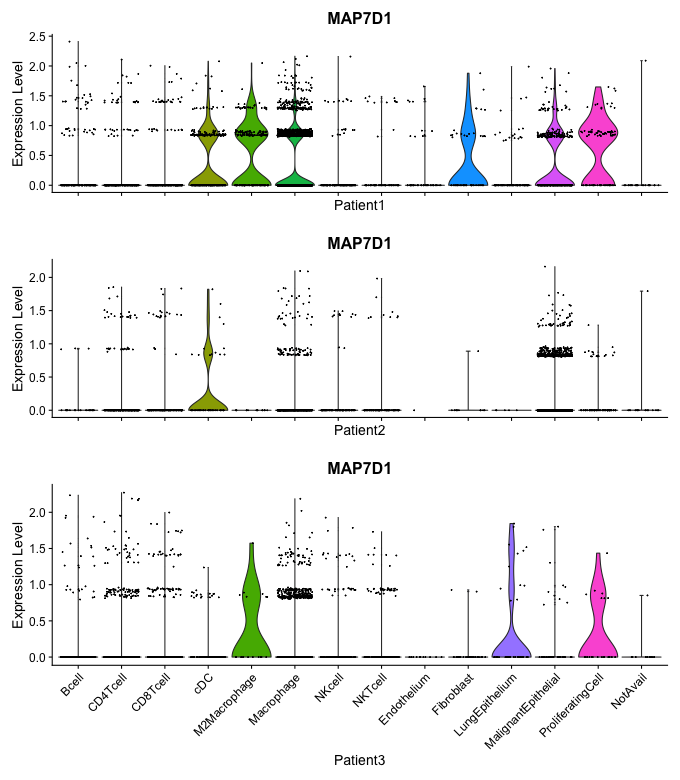 MAP7D1
Expression Level
2.5
2.0
1.5
1.0
0.5
0.0
Patient1
MAP7D1
Expression Level
2.0
1.5
1.0
0.5
0.0
Patient2
MAP7D1
Expression Level
2.0
1.5
1.0
0.5
0.0
Bcell
CD4Tcell
CD8Tcell
cDC
M2Macrophage
Macrophage
NKcell
NKTcell
Endothelium
Fibroblast
LungEpithelium
MalignantEpithelial
ProliferatingCell
NotAvail
Patient3